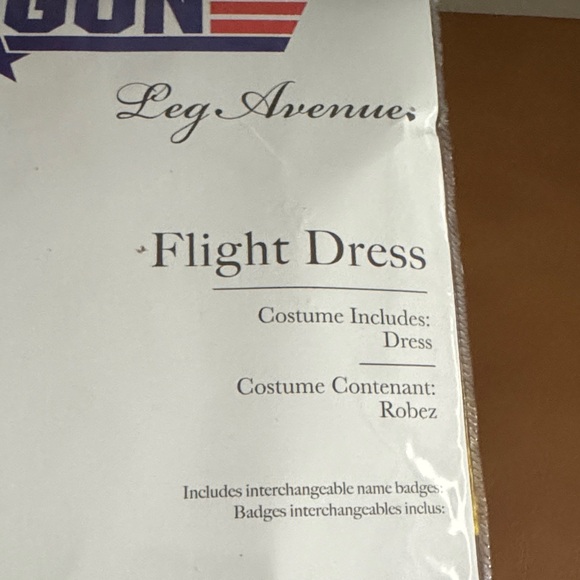 GUN
Leg Avenue
Flight Dress
Costume Includes:
Dress
Costume Contenant:
Robez
Includes interchangeable name badges:
Badges interchangeables inclus: